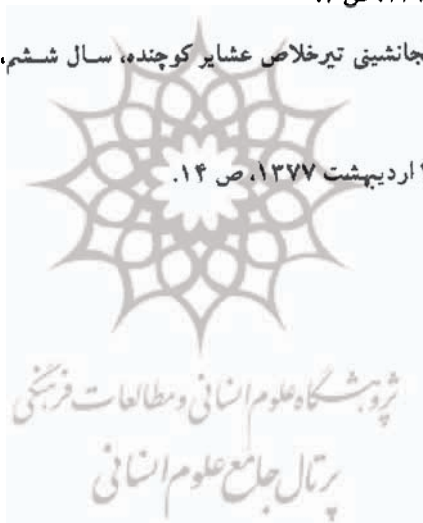 جانشینی تیرخلاص عشایر کوچنده، سال ششم،
اردیبهشت ۱۳۷۷، ص ۱۴.
پژوهشگاه علوم انسانی و مطالعات فرهنگی
پرتال جامع علوم انسانی